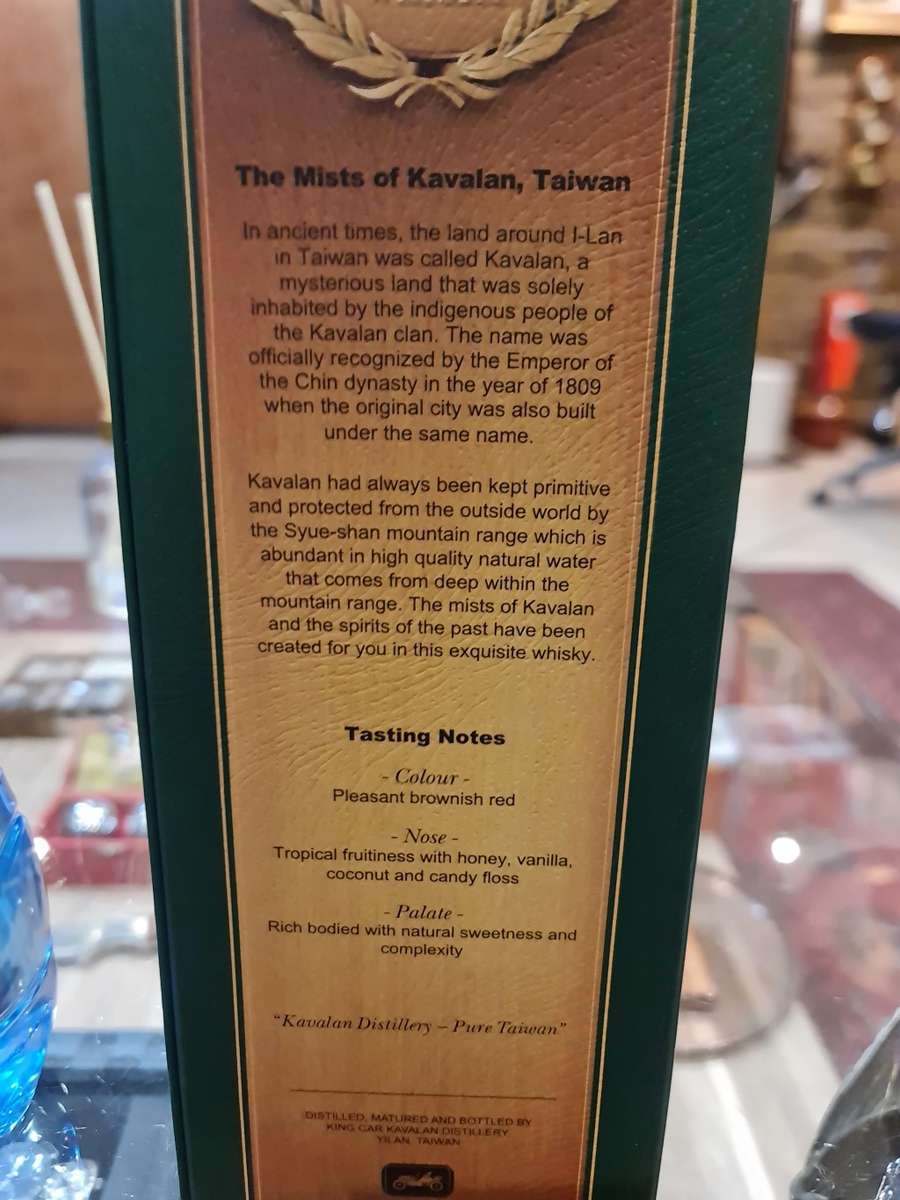 The Mists of Kavalan, Taiwan
In ancient times, the land around I-Lan
in Taiwan was called Kavalan, a
mysterious land that was solely
inhabited by the indigenous people of
the Kavalan clan. The name was
officially recognized by the Emperor of
the Chin dynasty in the year of 1809
when the original city was also built
under the same name.
Kavalan had always been kept primitive
and protected from the outside world by
the Syue-shan mountain range which is
abundant in high quality natural water
that comes from deep within the
mountain range. The mists of Kavalan
and the spirits of the past have been
created for you in this exquisite whisky.
Tasting Notes
- Colour -
Pleasant brownish red
- Nose -
Tropical fruitiness with honey, vanilla,
coconut and candy floss
- Palate -
Rich bodied with natural sweetness and
complexity
"Kavalan Distillery – Pure Taiwan"
DISTILLED, MATURED AND BOTTLED BY
KING CAR KAVALAN DISTILLERY
YILAN, TAIWAN